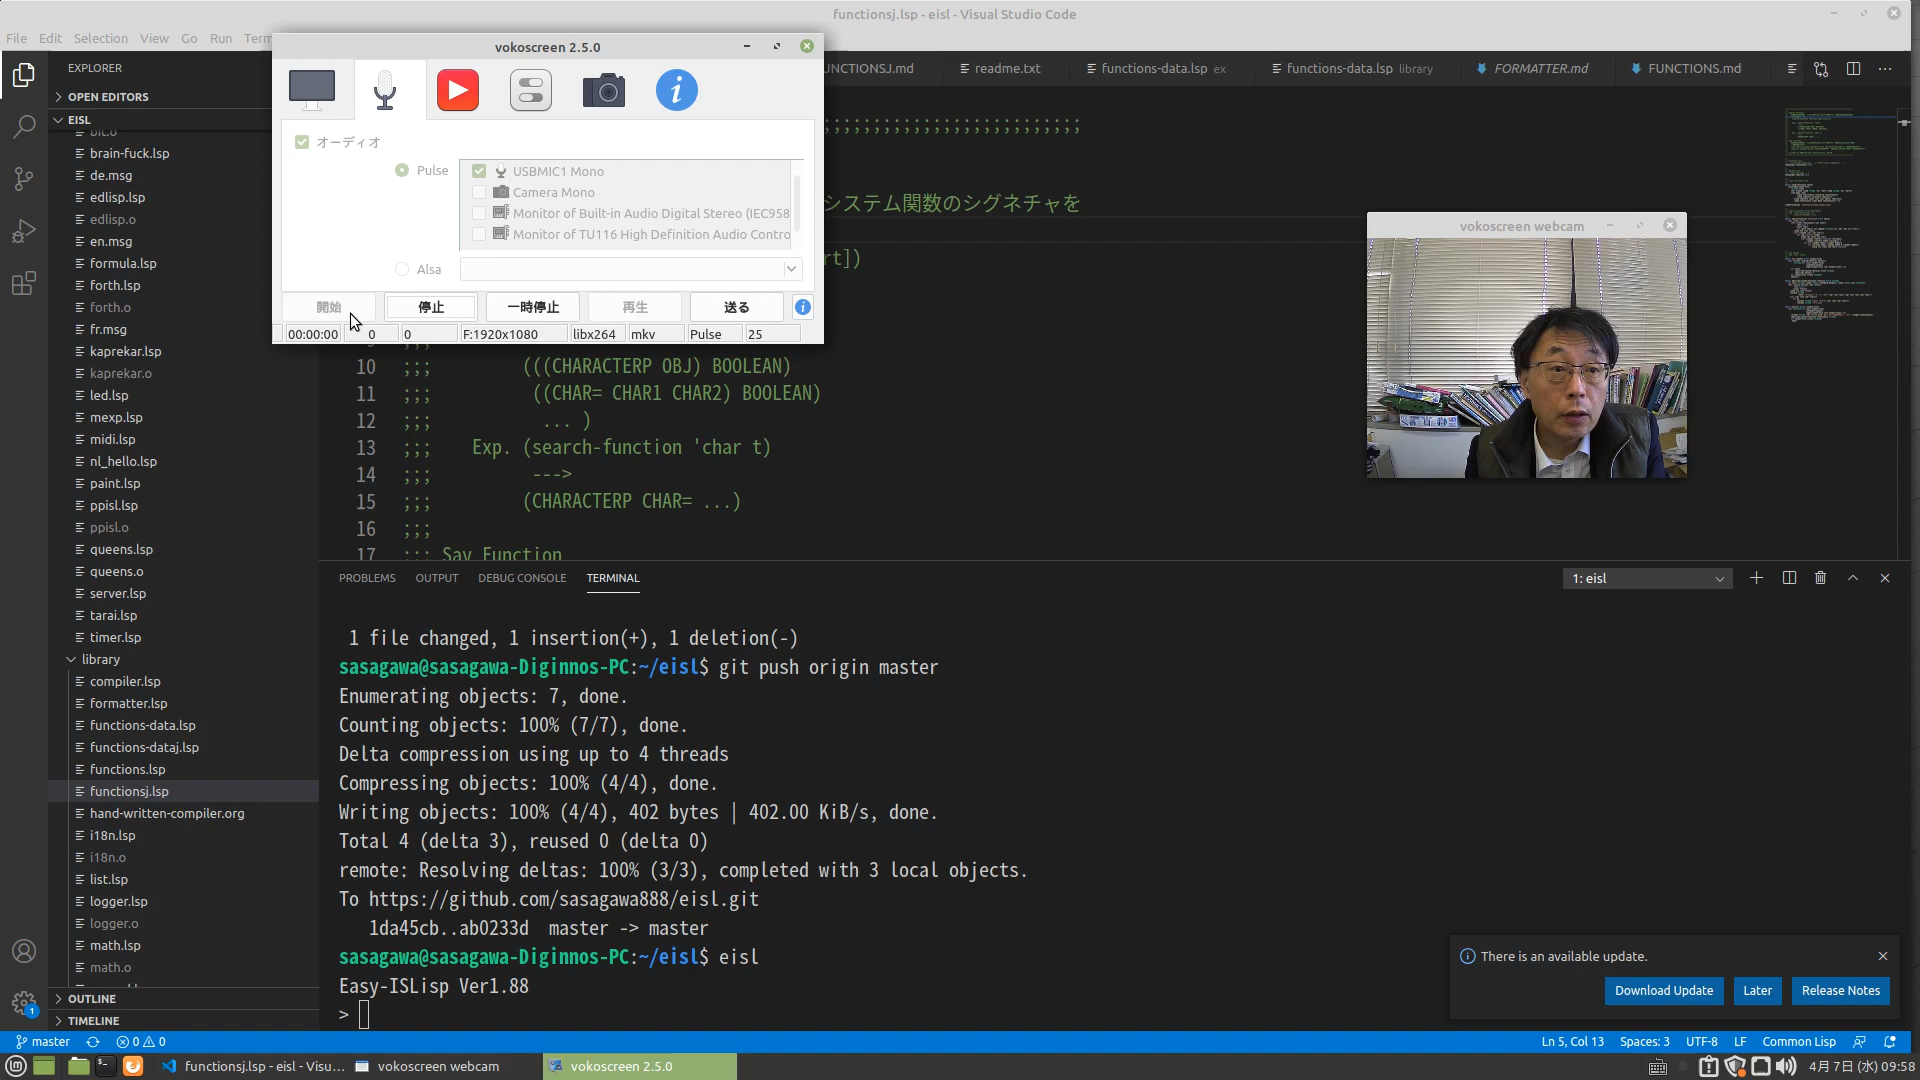 functionsj.lsp - eisl - Visual Studio Code
File Edit Selection View Go Run Term
vokoscreen 2.5.0
EXPLORER
OPEN EDITORS
EISL
bit.o
brain-fuck.lsp
de.msg
edlisp.lsp
edlisp.o
en.msg
formula.lsp
forth.lsp
forth.o
fr.msg
kaprekar.lsp
kaprekar.o
led.lsp
mexp.lsp
midi.lsp
nl_hello.lsp
paint.lsp
ppisl.lsp
ppisl.o
queens.lsp
queens.o
server.lsp
tarai.lsp
timer.lsp
library
compiler.lsp
formatter.lsp
functions-data.lsp
functions-dataj.lsp
functions.lsp
functionsj.lsp
hand-written-compiler.org
i18n.lsp
i18n.o
list.lsp
logger.lsp
logger.o
math.lsp
math.o
OUTLINE
TIMELINE
オーディオ
Pulse
USBMIC1 Mono
Camera Mono
Monitor of Built-in Audio Digital Stereo (IEC958
Monitor of TU116 High Definition Audio Contro
Alsa
開始 停止 一時停止 再生 送る
00:00:00 0 0 F:1920x1080 libx264 mkv Pulse 25
UNCTIONSJ.md readme.txt functions-data.lsp ex functions-data.lsp library FORMATTER.md FUNCTIONS.md
;;;;;;;;;;;;;;;;;;;;;;;;;;
システム関数のシグネチャを
rt])
10 ;;; (((CHARACTERP OBJ) BOOLEAN)
11 ;;; ((CHAR= CHAR1 CHAR2) BOOLEAN)
12 ;;; ... )
13 ;;; Exp. (search-function 'char t)
14 ;;; --->
15 ;;; (CHARACTERP CHAR= ...)
16 ;;;
17 ;;; Sav Function
vokoscreen webcam
PROBLEMS OUTPUT DEBUG CONSOLE TERMINAL
1: eisl
1 file changed, 1 insertion(+), 1 deletion(-)
sasagawa@sasagawa-Diginnos-PC:~/eisl$ git push origin master
Enumerating objects: 7, done.
Counting objects: 100% (7/7), done.
Delta compression using up to 4 threads
Compressing objects: 100% (4/4), done.
Writing objects: 100% (4/4), 402 bytes | 402.00 KiB/s, done.
Total 4 (delta 3), reused 0 (delta 0)
remote: Resolving deltas: 100% (3/3), completed with 3 local objects.
To https://github.com/sasagawa888/eisl.git
1da45cb..ab0233d master -> master
sasagawa@sasagawa-Diginnos-PC:~/eisl$ eisl
Easy-ISLisp Ver1.88
>
There is an available update.
Download Update Later Release Notes
master 0 0
Ln 5, Col 13 Spaces: 3 UTF-8 LF Common Lisp
functionsj.lsp - eisl - Visu... vokoscreen webcam vokoscreen 2.5.0
4月 7日 (水) 09:58